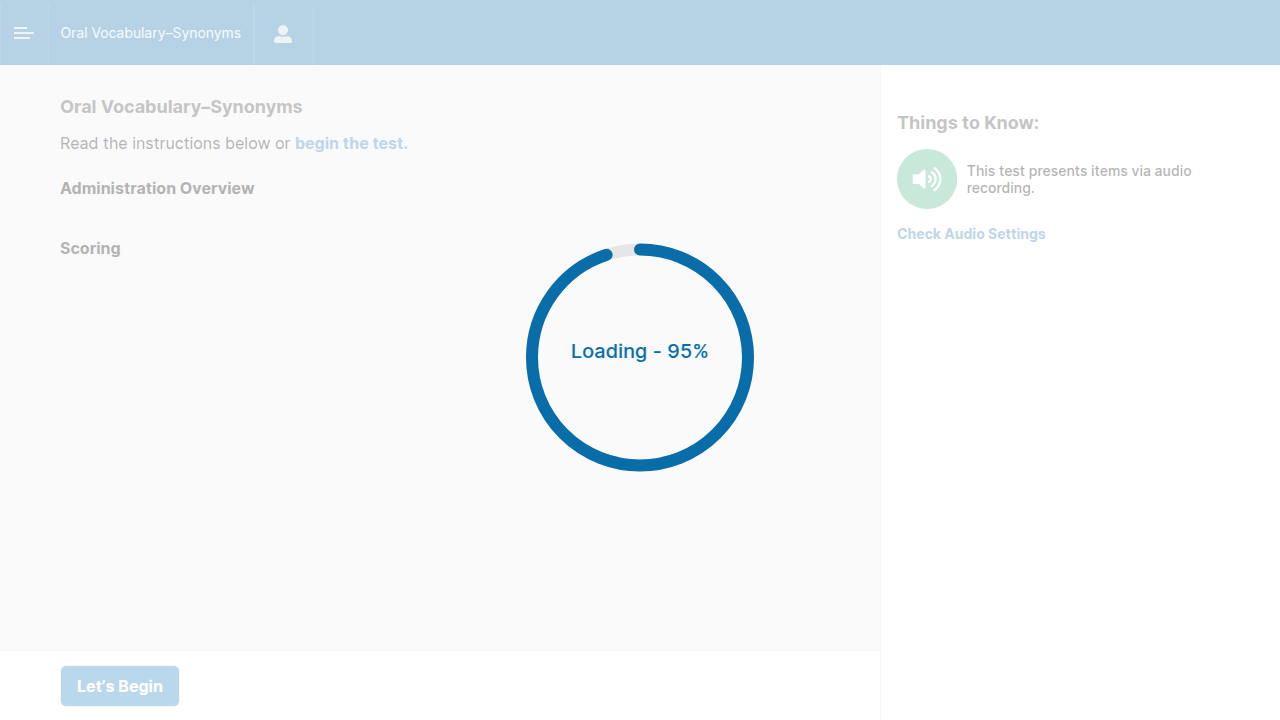 Oral Vocabulary–Synonyms
Oral Vocabulary–Synonyms
Read the instructions below or begin the test.
Administration Overview
Scoring
Loading - 95%
Let's Begin
Things to Know:
This test presents items via audio
recording.
Check Audio Settings